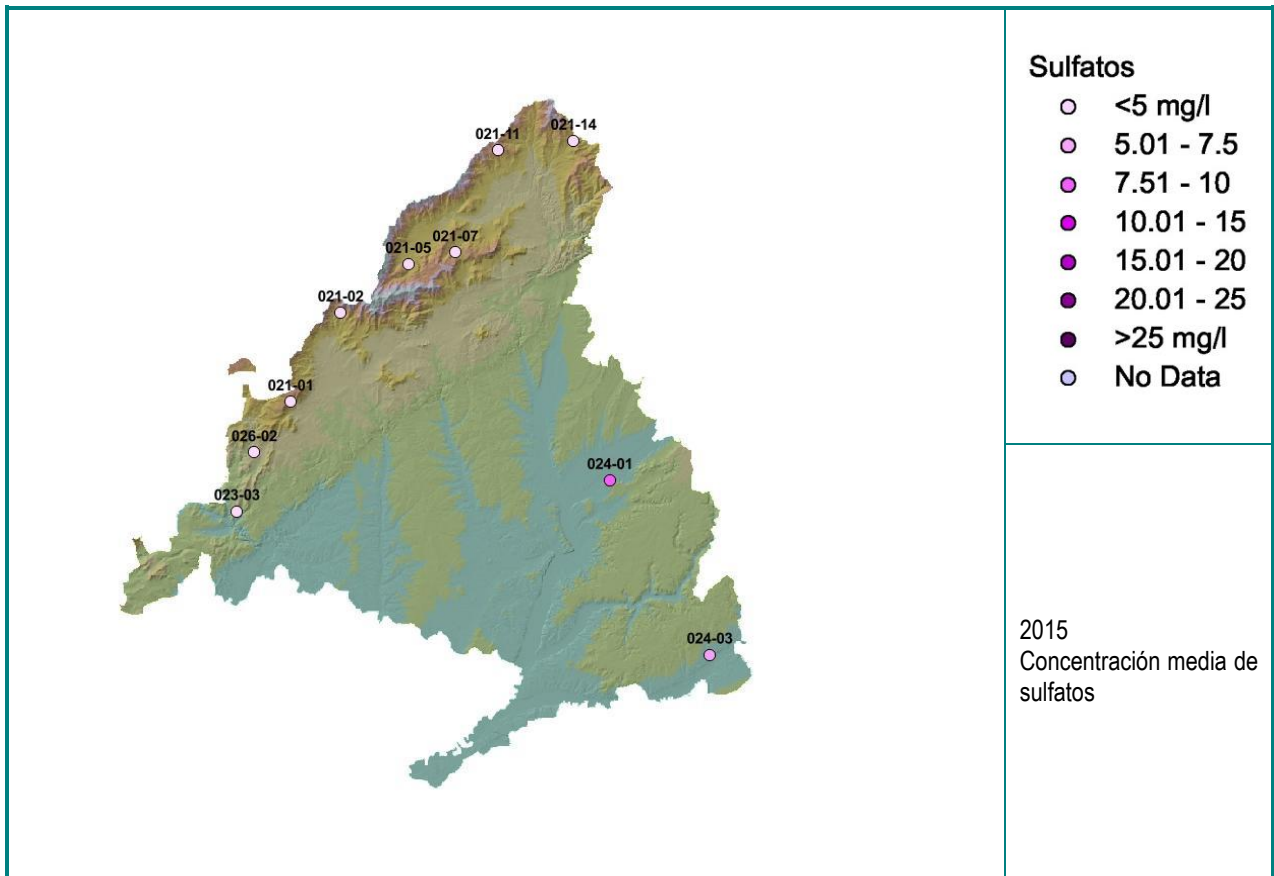 021-11
021-14
021-07
021-05
021-02
021-01
026-02
023-03
024-01
024-03
Sulfatos
<5 mg/l
5.01 - 7.5
7.51 - 10
10.01 - 15
15.01 - 20
20.01 - 25
>25 mg/l
No Data
2015
Concentración media de
sulfatos